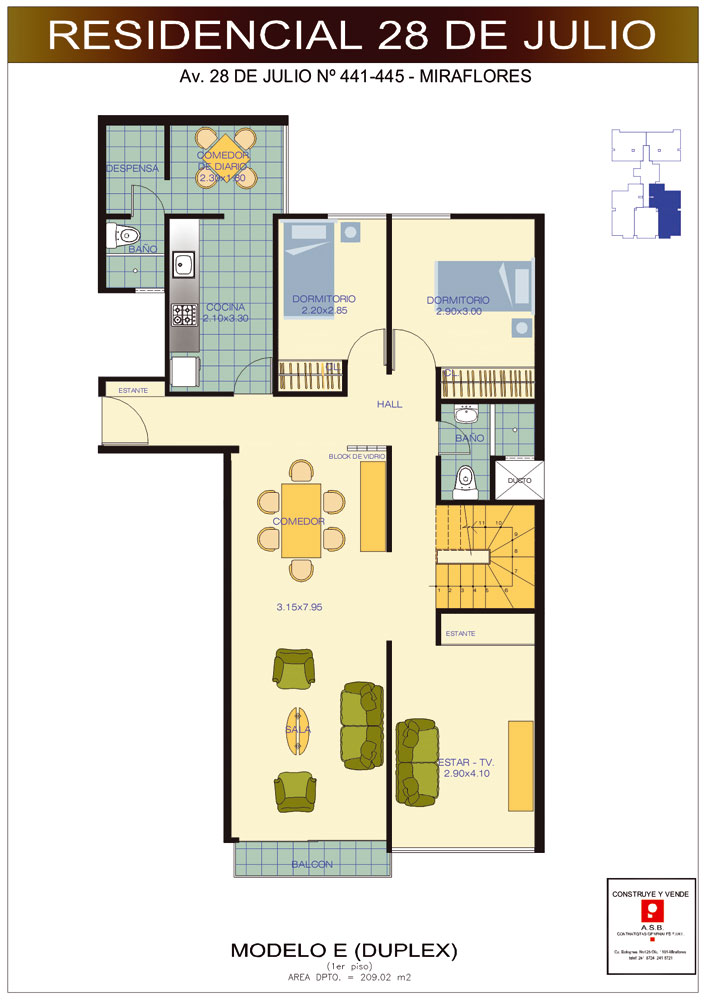 RESIDENCIAL 28 DE JULIO
Av. 28 DE JULIO Nº 441-445 - MIRAFLORES
COMEDOR
DE DIARIO
2.30x1.60
DESPENSA
BAÑO
COCINA
2.10x3.30
DORMITORIO
2.20x2.85
DORMITORIO
2.90x3.00
CL.
CL.
ESTANTE
HALL
BAÑO
BLOCK DE VIDRIO
DUCTO
COMEDOR
11 10
9
8
7
1 2 3 4 5 6
3.15x7.95
ESTANTE
SALA
ESTAR - TV.
2.90x4.10
BALCON
CONSTRUYE Y VENDE
A.S.B.
MODELO E (DUPLEX)
(1er piso)
AREA DPTO. = 209.02 m2